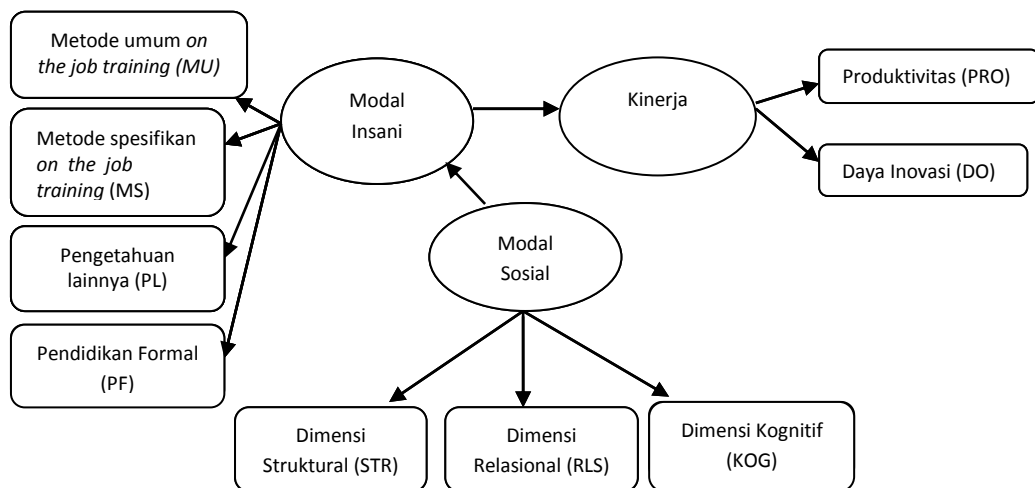 Metode umum on
the job training (MU)
Metode spesifikan
on the job
training (MS)
Pengetahuan
lainnya (PL)
Pendidikan Formal
(PF)
Modal
Insani
Kinerja
Produktivitas (PRO)
Daya Inovasi (DO)
Modal
Sosial
Dimensi
Struktural (STR)
Dimensi
Relasional (RLS)
Dimensi Kognitif
(KOG)